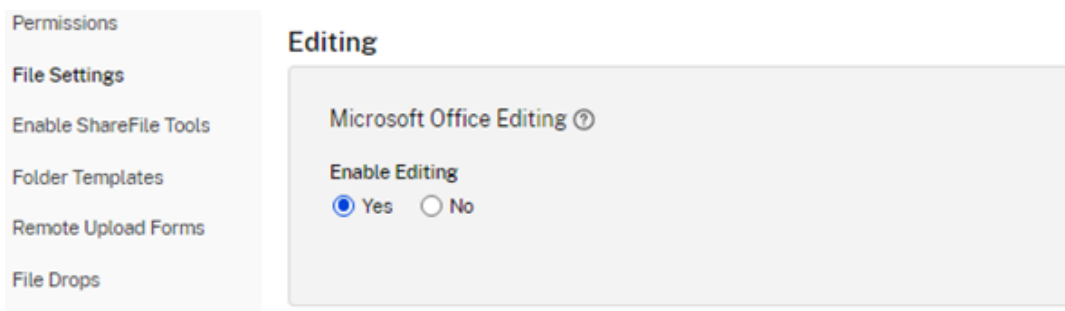 Permissions
File Settings
Enable ShareFile Tools
Folder Templates
Remote Upload Forms
File Drops
Editing
Microsoft Office Editing ?
Enable Editing
Yes No